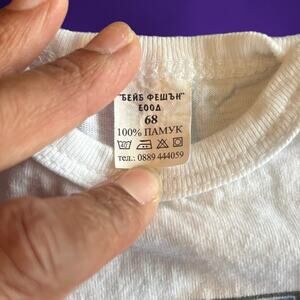 "БЕЙБ ФЕШЪН"
ЕООД
68
100% ПАМУК
тел.: 0889 444059